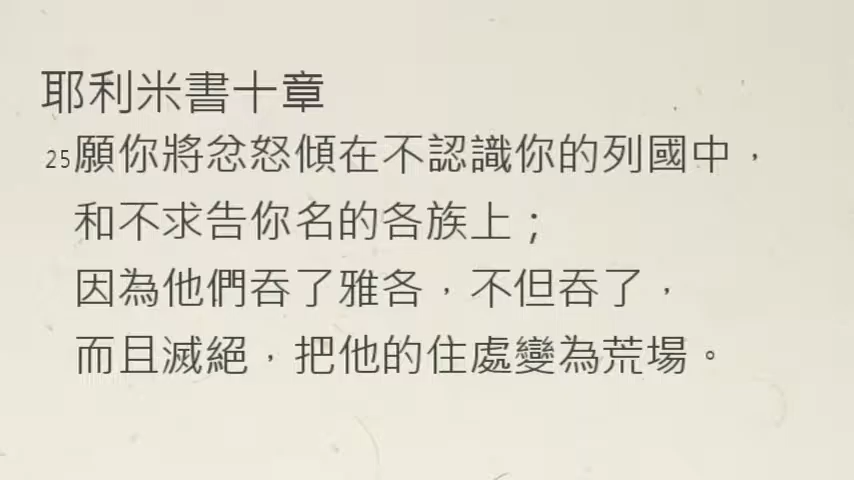 耶利米書十章
25願你將忿怒傾在不認識你的列國中，
和不求告你名的各族上；
因為他們吞了雅各，不但吞了，
而且滅絕，把他的住處變為荒場。